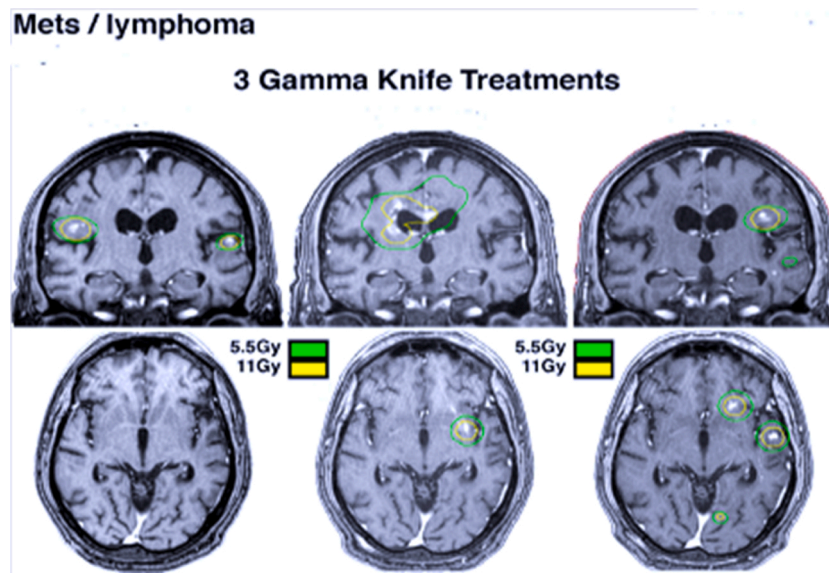 Mets / lymphoma
3 Gamma Knife Treatments
5.5Gy
11Gy
5.5Gy
11Gy